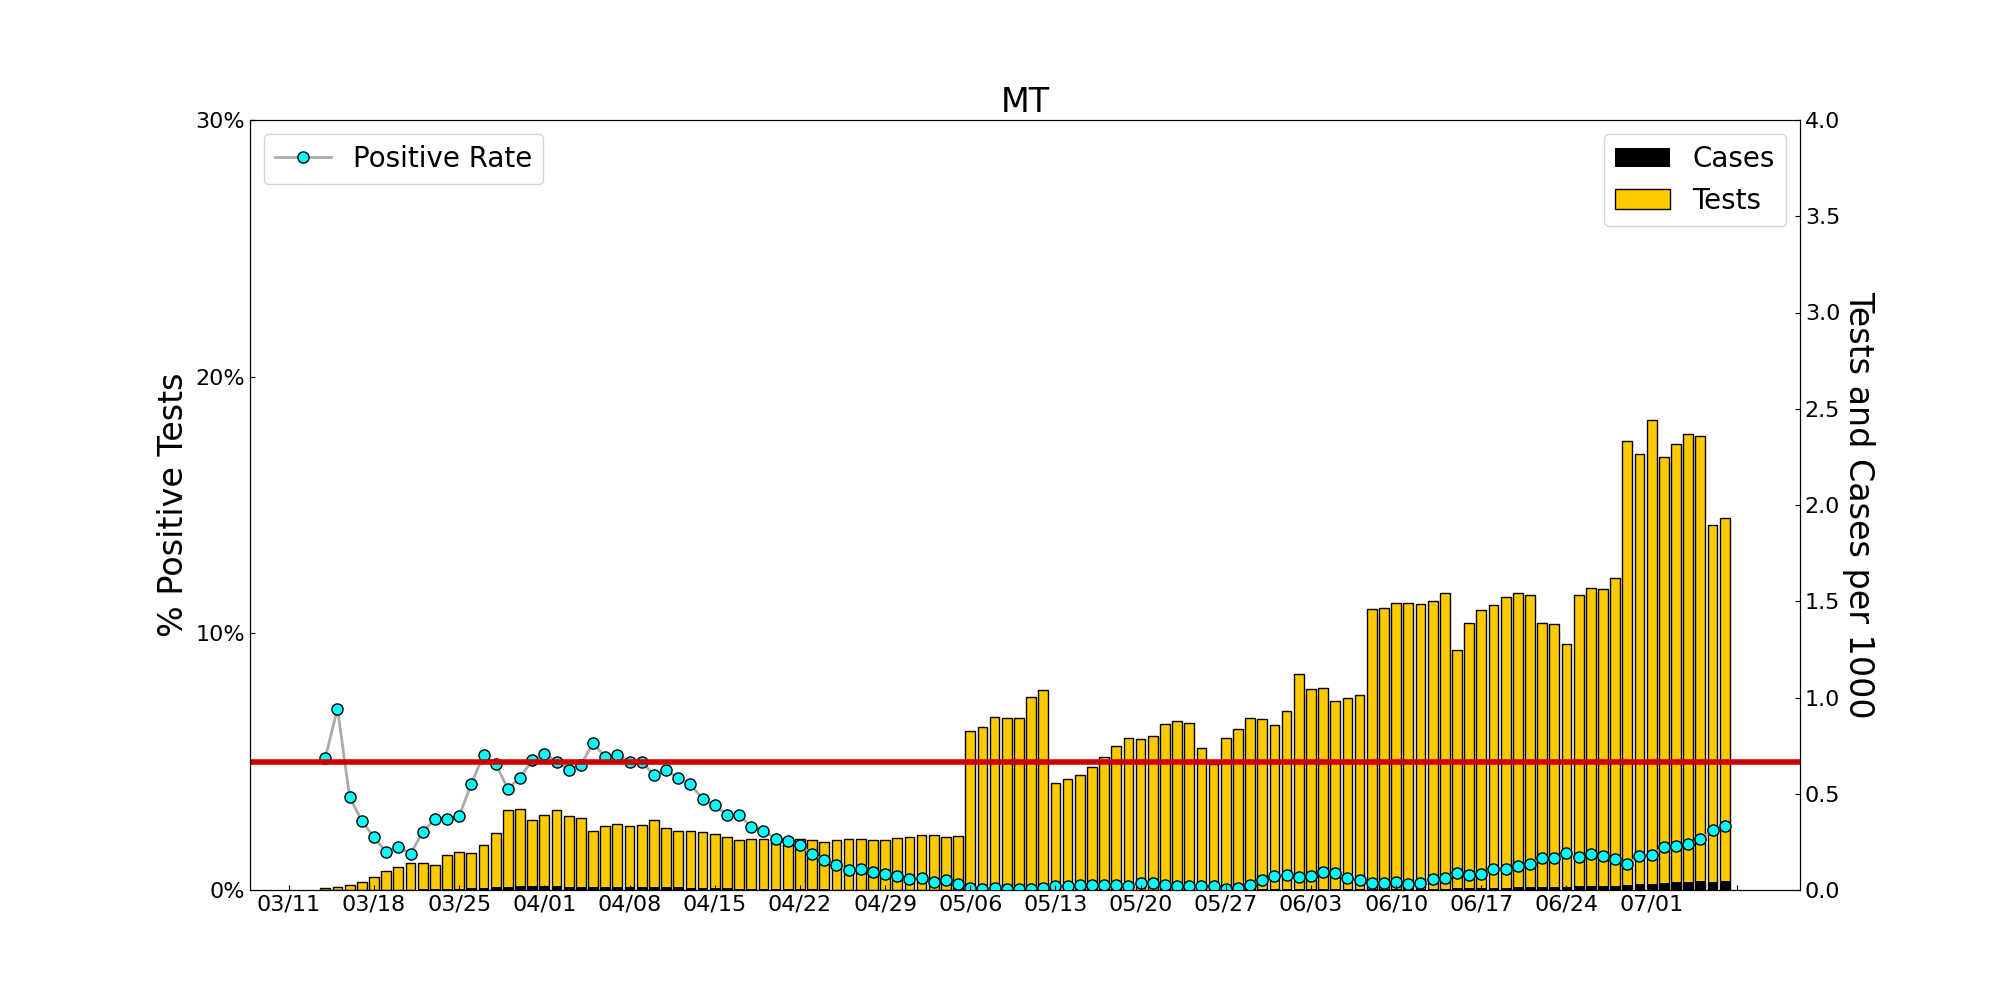 MT
Positive Rate
Cases
Tests
% Positive Tests
30%
20%
10%
0%
4.0
3.5
3.0
2.5
2.0
1.5
1.0
0.5
0.0
Tests and Cases per 1000
03/11 03/18 03/25 04/01 04/08 04/15 04/22 04/29 05/06 05/13 05/20 05/27 06/03 06/10 06/17 06/24 07/01